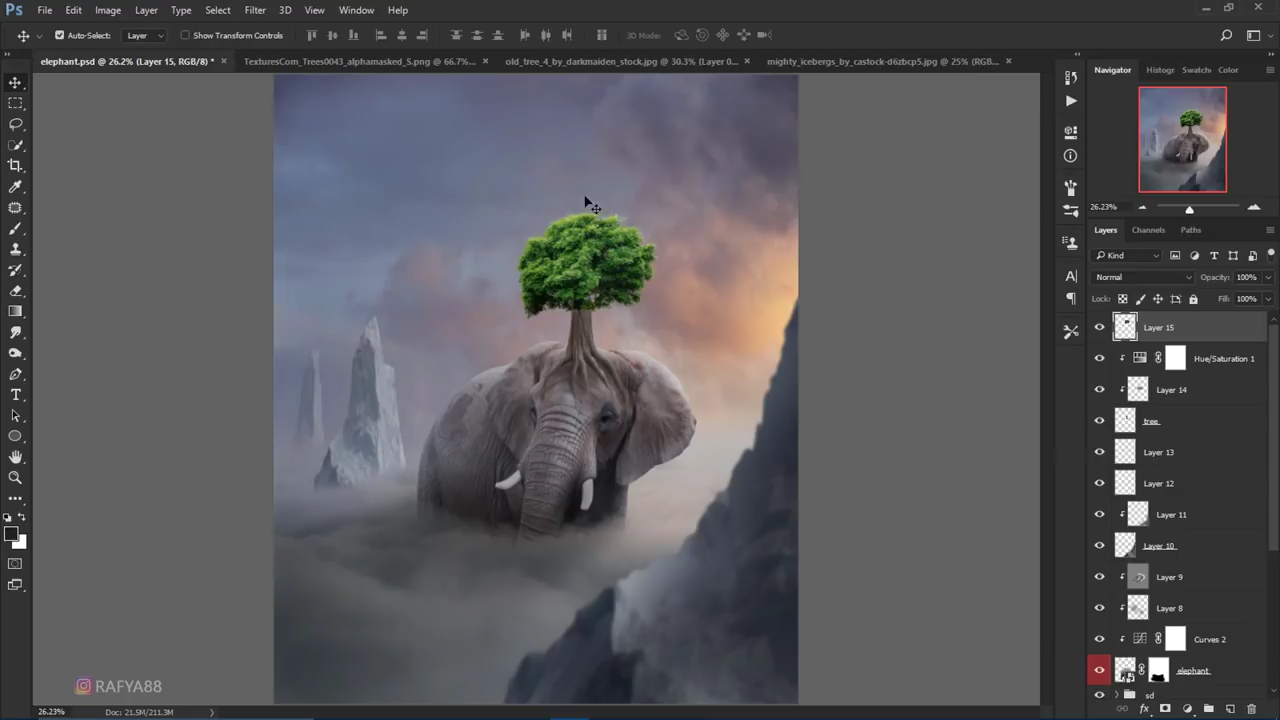 Ps File Edit Image Layer Type Select Filter 3D View Window Help
Auto-Select: Layer Show Transform Controls 3D Mode:
elephant.psd @ 26.2% (Layer 15, RGB/8) * × TexturesCom_Trees0043_alphamasked_S.png @ 66.7%... × old_tree_4_by_darkmaiden_stock.jpg @ 30.3% (Layer 0... × mighty_icebergs_by_castock-d6zbcp5.jpg @ 25% (RGB... ×
Navigator Histogr Swatche Color
26.23%
Layers Channels Paths
Kind
Normal Opacity: 100%
Lock: Fill: 100%
Layer 15
Hue/Saturation 1
Layer 14
tree
Layer 13
Layer 12
Layer 11
Layer 10
Layer 9
Layer 8
Curves 2
elephant
sd
RAFYA88
26.23% Doc: 21.5M/211.3M